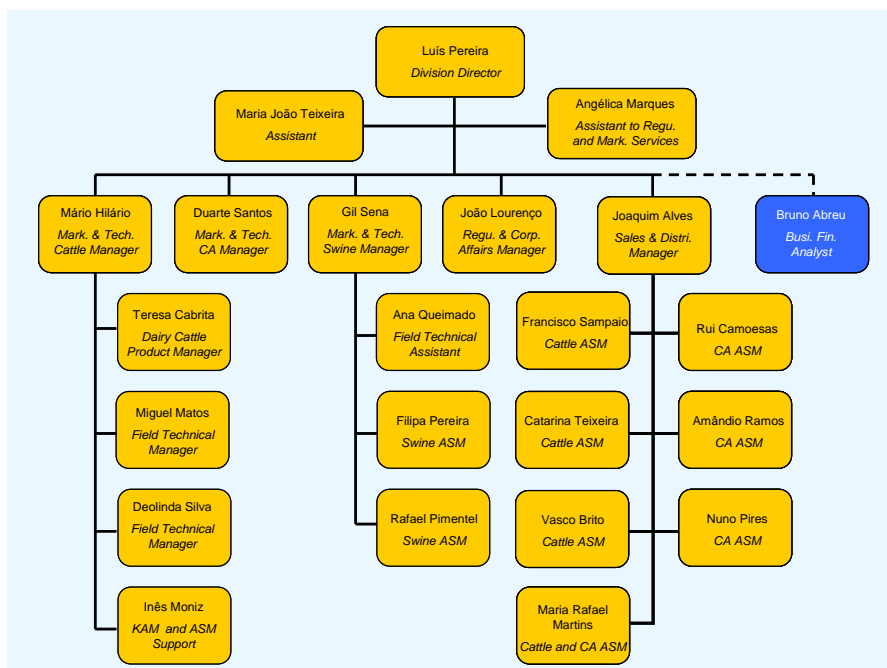 Luís Pereira
Division Director
Maria João Teixeira
Assistant
Angélica Marques
Assistant to Regu.
and Mark. Services
Mário Hilário
Mark. & Tech.
Cattle Manager
Duarte Santos
Mark. & Tech.
CA Manager
Gil Sena
Mark. & Tech.
Swine Manager
João Lourenço
Regu. & Corp.
Affairs Manager
Joaquim Alves
Sales & Distri.
Manager
Bruno Abreu
Busi. Fin.
Analyst
Teresa Cabrita
Dairy Cattle
Product Manager
Miguel Matos
Field Technical
Manager
Deolinda Silva
Field Technical
Manager
Inês Moniz
KAM and ASM
Support
Ana Queimado
Field Technical
Assistant
Filipa Pereira
Swine ASM
Rafael Pimentel
Swine ASM
Francisco Sampaio
Cattle ASM
Rui Camoesas
CA ASM
Catarina Teixeira
Cattle ASM
Amândio Ramos
CA ASM
Vasco Brito
Cattle ASM
Nuno Pires
CA ASM
Maria Rafael
Martins
Cattle and CA ASM